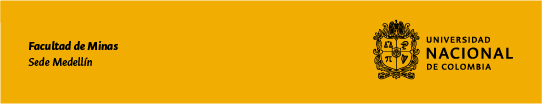 Facultad de Minas
Sede Medellín
UNIVERSIDAD
NACIONAL
DE COLOMBIA